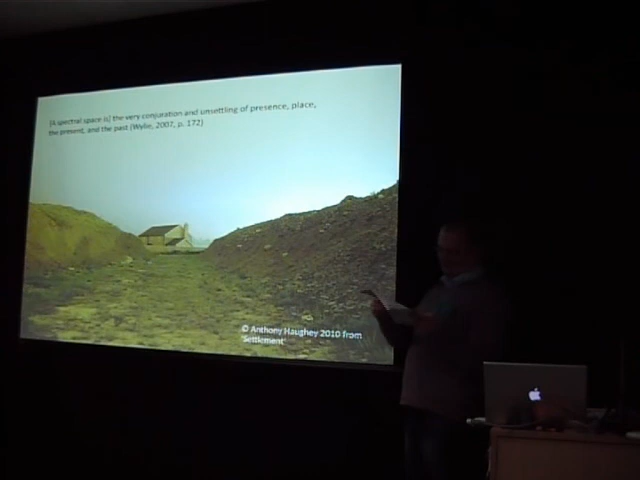 [A spectral space is] the very conjuration and unsettling of presence, place,
the present, and the past (Wylie, 2007, p. 172)
© Anthony Haughey 2010 from
'Settlement'